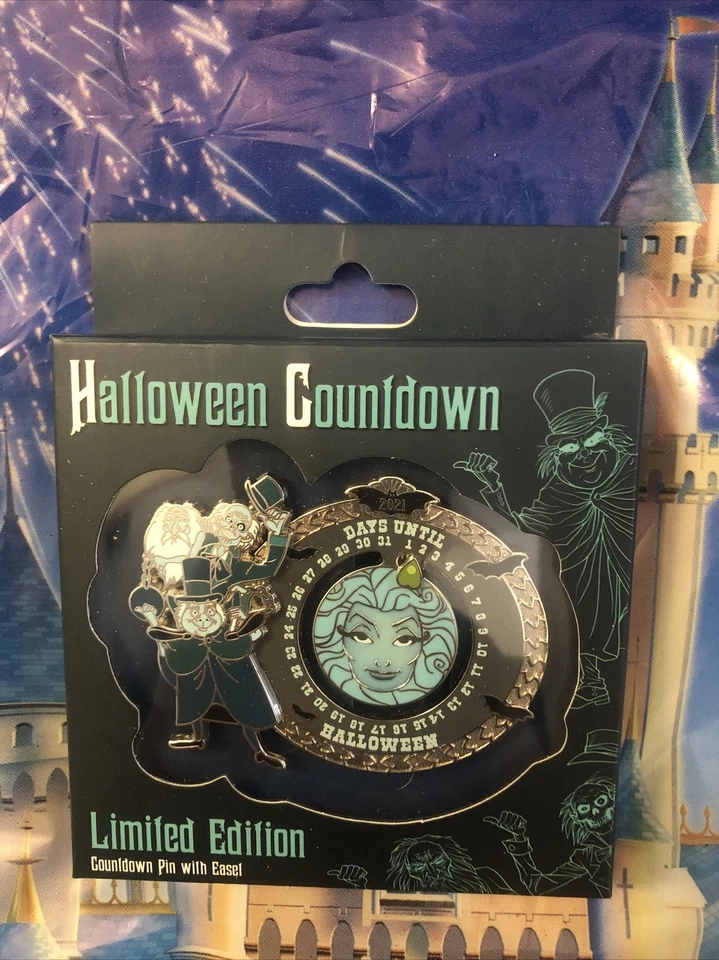 Halloween Countdown
2021
DAYS UNTIL
1 2 3 4 5 6 7 8 9 10 11 12 13 14 15 16 17 18 19 20 21 22 23 24 25 26 27 28 29 30 31
HALLOWEEN
Limited Edition
Countdown Pin with Easel